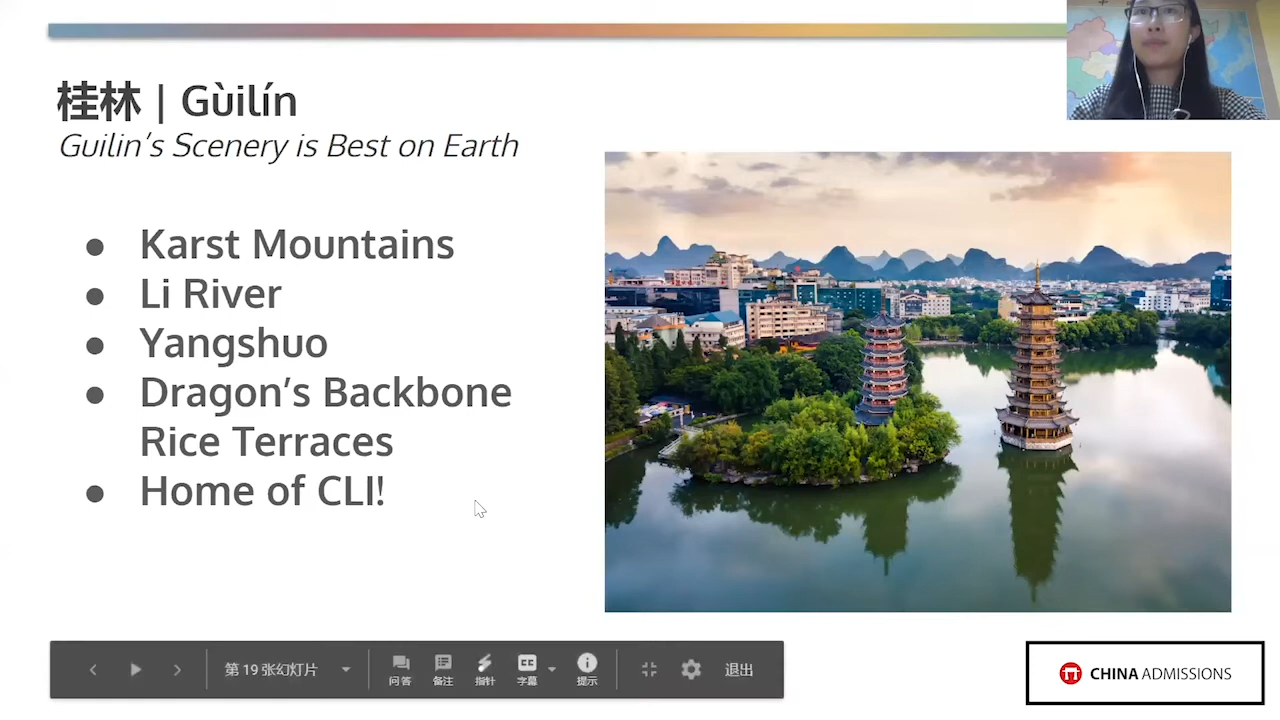 桂林 | Gùilín
Guilin's Scenery is Best on Earth
● Karst Mountains
● Li River
● Yangshuo
● Dragon's Backbone
Rice Terraces
● Home of CLI!
第 19 张幻灯片
问答
备注
指针
字幕
提示
退出
CHINA ADMISSIONS